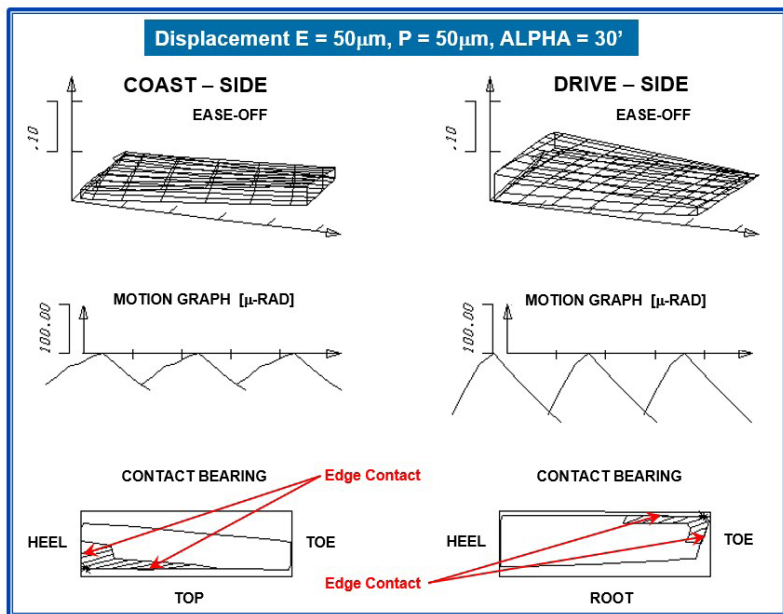 Displacement E = 50µm, P = 50µm, ALPHA = 30’
COAST – SIDE
EASE-OFF
.10
DRIVE – SIDE
EASE-OFF
.10
MOTION GRAPH [µ-RAD]
100.00
MOTION GRAPH [µ-RAD]
100.00
CONTACT BEARING
Edge Contact
CONTACT BEARING
HEEL
TOE
HEEL
TOE
Edge Contact
TOP
ROOT